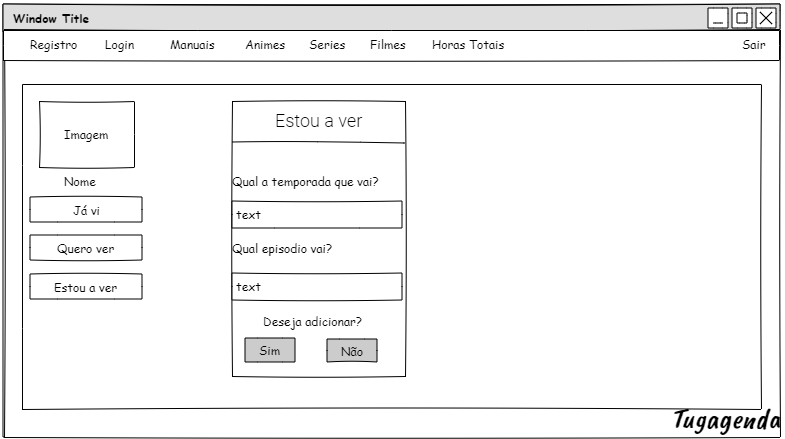 Window Title
Registro Login Manuais Animes Series Filmes Horas Totais Sair
Imagem
Nome
Já vi
Quero ver
Estou a ver
Estou a ver
Qual a temporada que vai?
text
Qual episodio vai?
text
Deseja adicionar?
Sim Não
Tugagenda